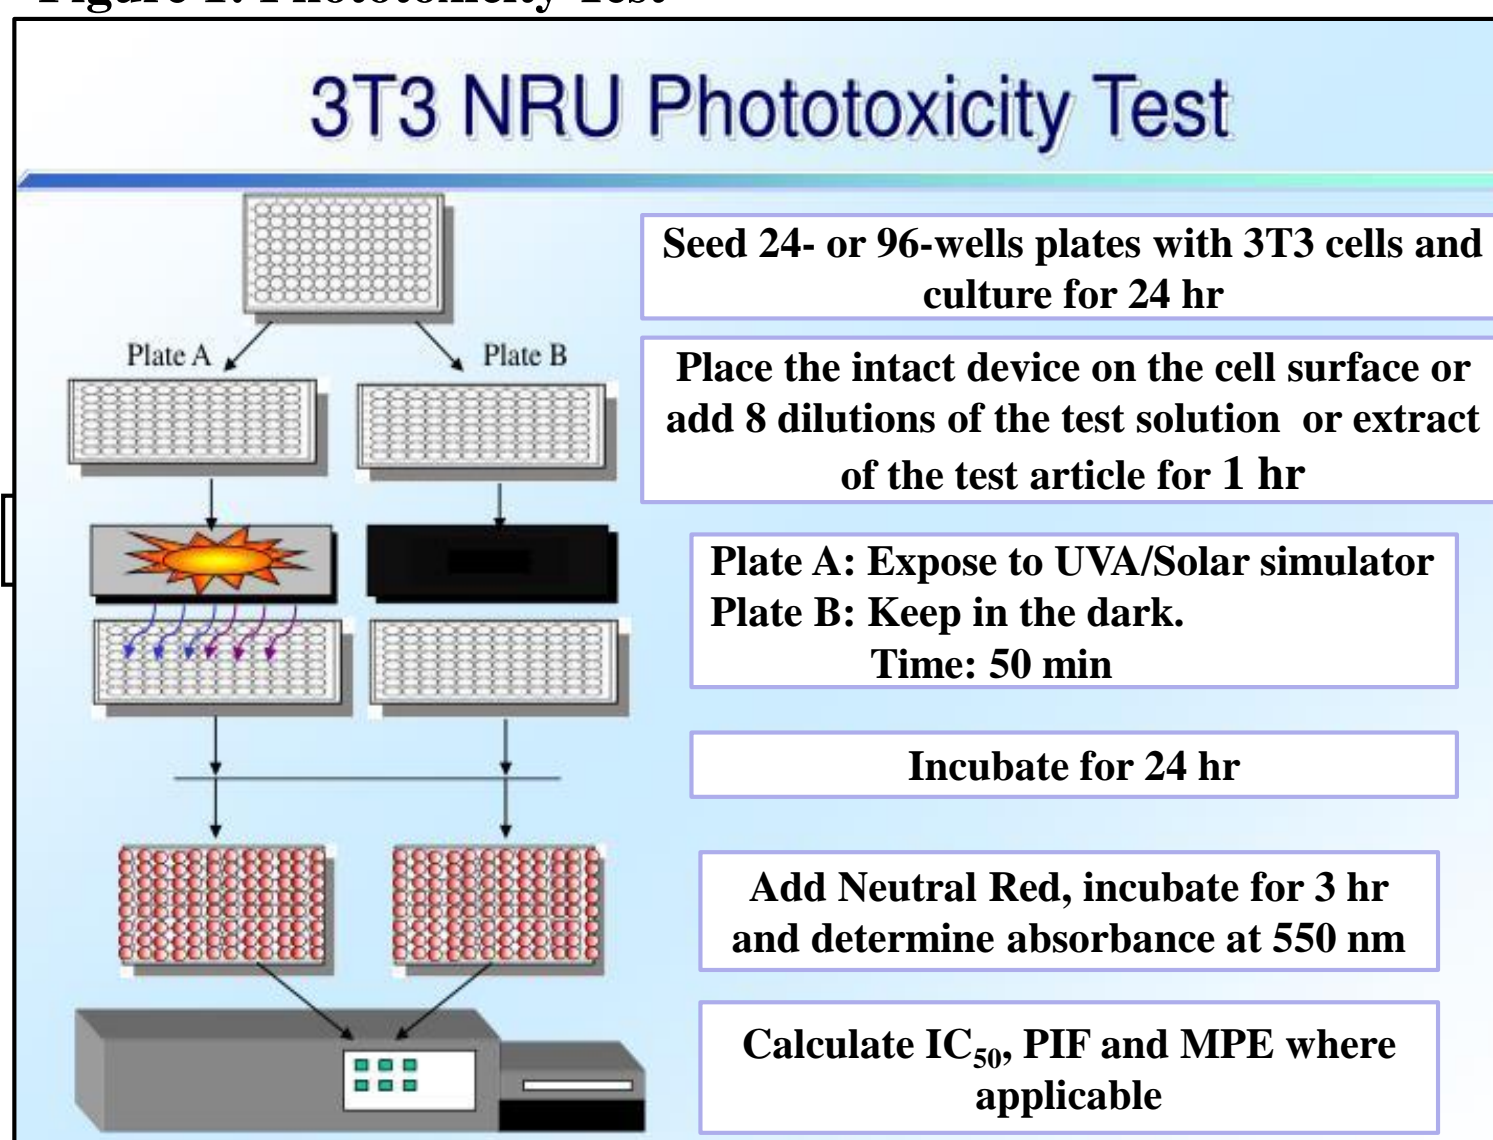 Figure 1: Phototoxicity Test
3T3 NRU Phototoxicity Test
Seed 24- or 96-wells plates with 3T3 cells and
culture for 24 hr
Plate A
Plate B
Place the intact device on the cell surface or
add 8 dilutions of the test solution or extract
of the test article for 1 hr
Plate A: Expose to UVA/Solar simulator
Plate B: Keep in the dark.
Time: 50 min
Incubate for 24 hr
Add Neutral Red, incubate for 3 hr
and determine absorbance at 550 nm
Calculate IC₅₀, PIF and MPE where
applicable